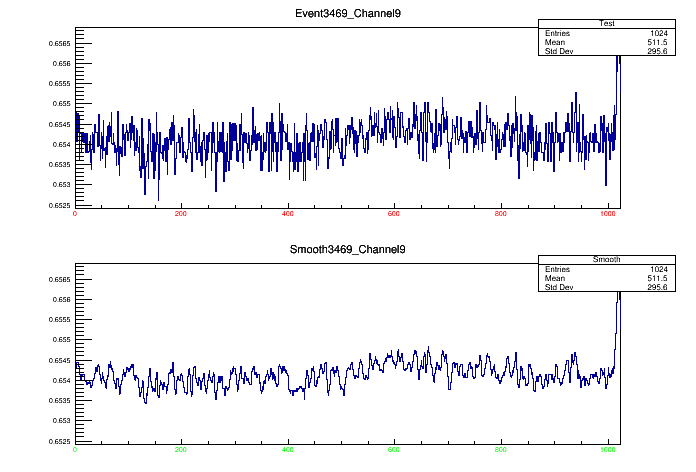 Event3469_Channel9
Test
Entries 1024
Mean 511.5
Std Dev 295.6
0.6565
0.656
0.6555
0.655
0.6545
0.654
0.6535
0.653
0.6525
0 200 400 600 800 1000
Smooth3469_Channel9
Smooth
Entries 1024
Mean 511.5
Std Dev 295.6
0.6565
0.656
0.6555
0.655
0.6545
0.654
0.6535
0.653
0.6525
0 200 400 600 800 1000